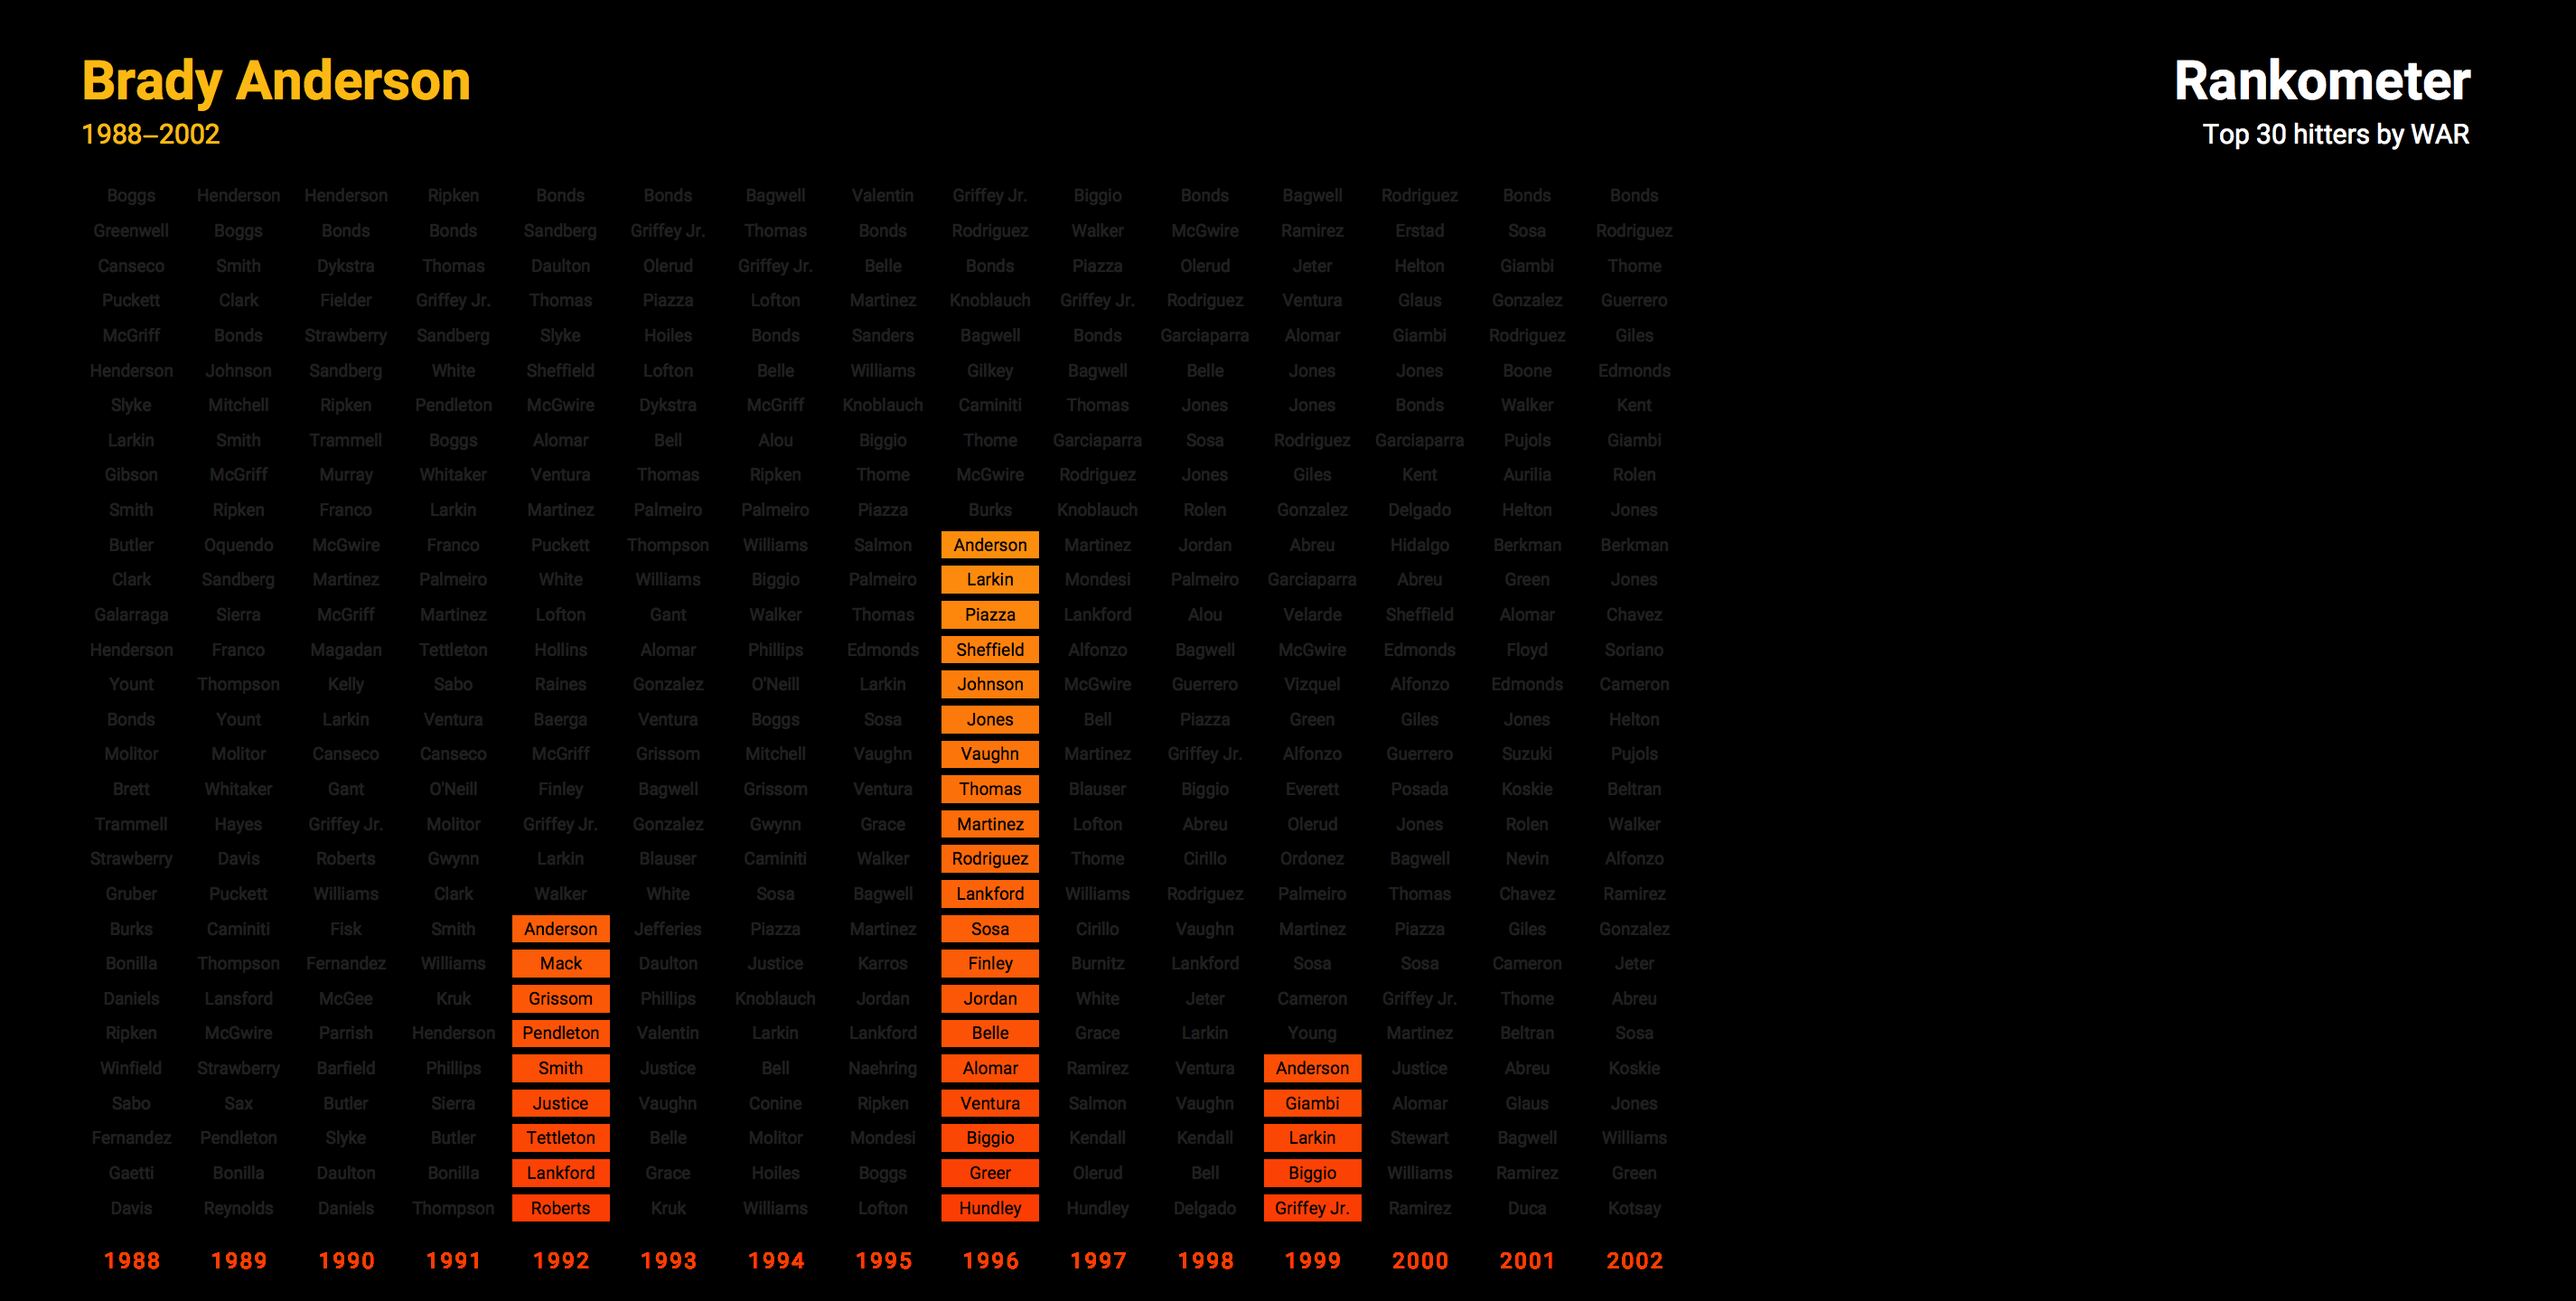 Brady Anderson
1988–2002
Rankometer
Top 30 hitters by WAR
Boggs Henderson Henderson Ripken Bonds Bonds Bagwell Valentin Griffey Jr. Biggio Bonds Bagwell Rodriguez Bonds Bonds
Greenwell Boggs Bonds Bonds Sandberg Griffey Jr. Thomas Bonds Rodriguez Walker McGwire Ramirez Erstad Sosa Rodriguez
Canseco Smith Dykstra Thomas Daulton Olerud Griffey Jr. Belle Bonds Piazza Olerud Jeter Helton Giambi Thome
Puckett Clark Fielder Griffey Jr. Thomas Piazza Lofton Martinez Knoblauch Griffey Jr. Rodriguez Ventura Glaus Gonzalez Guerrero
McGriff Bonds Strawberry Sandberg Slyke Hoiles Bonds Sanders Bagwell Bonds Garciaparra Alomar Giambi Rodriguez Giles
Henderson Johnson Sandberg White Sheffield Lofton Belle Williams Gilkey Bagwell Belle Jones Jones Boone Edmonds
Slyke Mitchell Ripken Pendleton McGwire Dykstra McGriff Knoblauch Caminiti Thomas Jones Jones Bonds Walker Kent
Larkin Smith Trammell Boggs Alomar Bell Alou Biggio Thome Garciaparra Sosa Rodriguez Garciaparra Pujols Giambi
Gibson McGriff Murray Whitaker Ventura Thomas Ripken Thome McGwire Rodriguez Jones Giles Kent Aurilia Rolen
Smith Ripken Franco Larkin Martinez Palmeiro Palmeiro Piazza Burks Knoblauch Rolen Gonzalez Delgado Helton Jones
Butler Oquendo McGwire Franco Puckett Thompson Williams Salmon Anderson Martinez Jordan Abreu Hidalgo Berkman Berkman
Clark Sandberg Martinez Palmeiro White Williams Biggio Palmeiro Larkin Mondesi Palmeiro Garciaparra Abreu Green Jones
Galarraga Sierra McGriff Martinez Lofton Gant Walker Thomas Piazza Lankford Alou Velarde Sheffield Alomar Chavez
Henderson Franco Magadan Tettleton Hollins Alomar Phillips Edmonds Sheffield Alfonzo Bagwell McGwire Edmonds Floyd Soriano
Yount Thompson Kelly Sabo Raines Gonzalez O'Neill Larkin Johnson McGwire Guerrero Vizquel Alfonzo Edmonds Cameron
Bonds Yount Larkin Ventura Baerga Ventura Boggs Sosa Jones Bell Piazza Green Giles Jones Helton
Molitor Molitor Canseco Canseco McGriff Grissom Mitchell Vaughn Vaughn Martinez Griffey Jr. Alfonzo Guerrero Suzuki Pujols
Brett Whitaker Gant O'Neill Finley Bagwell Grissom Ventura Thomas Blauser Biggio Everett Posada Koskie Beltran
Trammell Hayes Griffey Jr. Molitor Griffey Jr. Gonzalez Gwynn Grace Martinez Lofton Abreu Olerud Jones Rolen Walker
Strawberry Davis Roberts Gwynn Larkin Blauser Caminiti Walker Rodriguez Thome Cirillo Ordonez Bagwell Nevin Alfonzo
Gruber Puckett Williams Clark Walker White Sosa Bagwell Lankford Williams Rodriguez Palmeiro Thomas Chavez Ramirez
Burks Caminiti Fisk Smith Anderson Jefferies Piazza Martinez Sosa Cirillo Vaughn Martinez Piazza Giles Gonzalez
Bonilla Thompson Fernandez Williams Mack Daulton Justice Karros Finley Burnitz Lankford Sosa Sosa Cameron Jeter
Daniels Lansford McGee Kruk Grissom Phillips Knoblauch Jordan Jordan White Jeter Cameron Griffey Jr. Thome Abreu
Ripken McGwire Parrish Henderson Pendleton Valentin Larkin Lankford Belle Grace Larkin Young Martinez Beltran Sosa
Winfield Strawberry Barfield Phillips Smith Justice Bell Naehring Alomar Ramirez Ventura Anderson Justice Abreu Koskie
Sabo Sax Butler Sierra Justice Vaughn Conine Ripken Ventura Salmon Vaughn Giambi Alomar Glaus Jones
Fernandez Pendleton Slyke Butler Tettleton Belle Molitor Mondesi Biggio Kendall Kendall Larkin Stewart Bagwell Williams
Gaetti Bonilla Daulton Bonilla Lankford Grace Hoiles Boggs Greer Olerud Bell Biggio Williams Ramirez Green
Davis Reynolds Daniels Thompson Roberts Kruk Williams Lofton Hundley Hundley Delgado Griffey Jr. Ramirez Duca Kotsay
1988 1989 1990 1991 1992 1993 1994 1995 1996 1997 1998 1999 2000 2001 2002